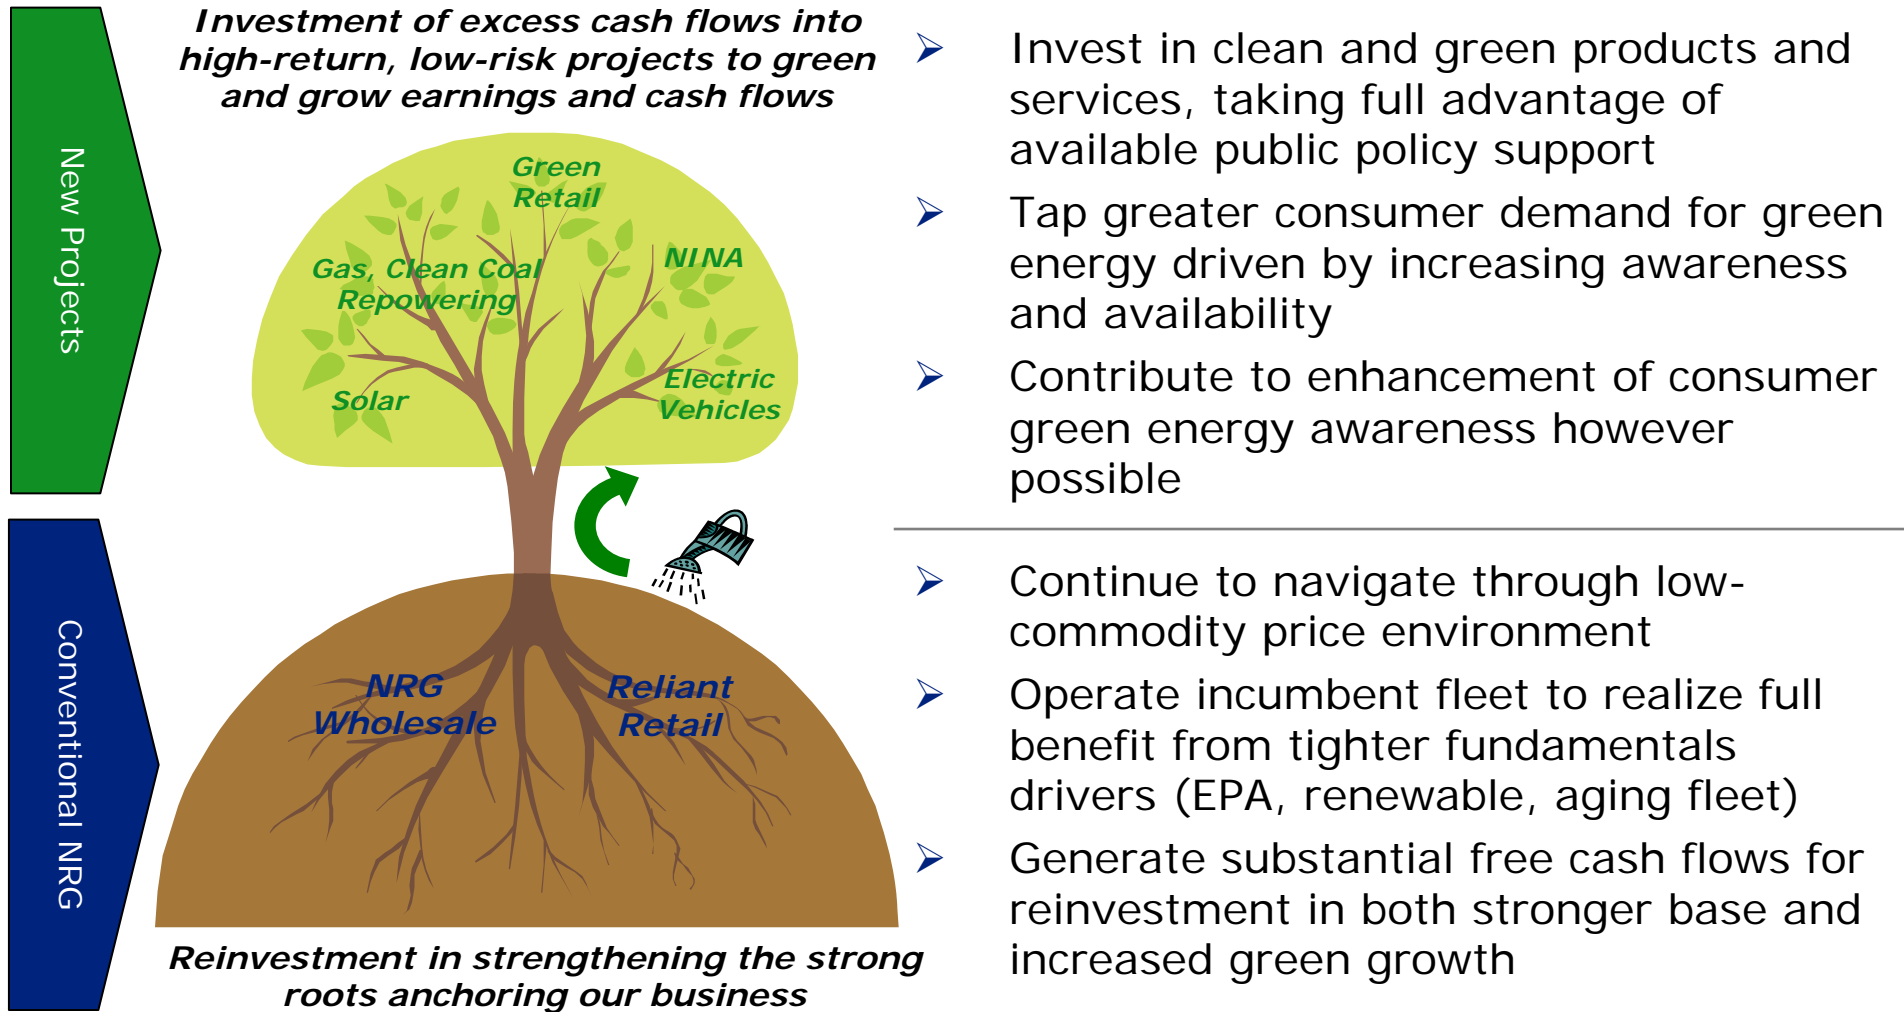 New Projects
Investment of excess cash flows into
high-return, low-risk projects to green
and grow earnings and cash flows
Green
Retail
Gas, Clean Coal
Repowering
NINA
Solar
Electric
Vehicles
Invest in clean and green products and
services, taking full advantage of
available public policy support
Tap greater consumer demand for green
energy driven by increasing awareness
and availability
Contribute to enhancement of consumer
green energy awareness however
possible
Conventional NRG
NRG
Wholesale
Reliant
Retail
Reinvestment in strengthening the strong
roots anchoring our business
Continue to navigate through low-
commodity price environment
Operate incumbent fleet to realize full
benefit from tighter fundamentals
drivers (EPA, renewable, aging fleet)
Generate substantial free cash flows for
reinvestment in both stronger base and
increased green growth